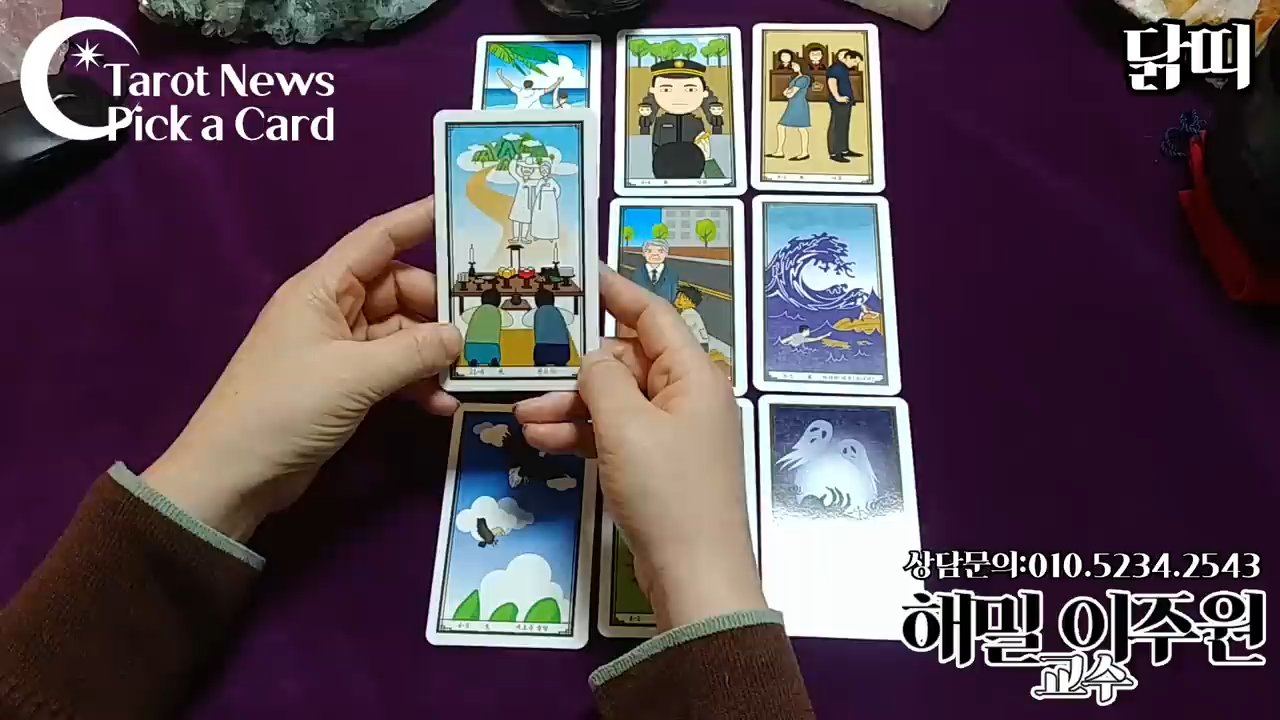 Tarot News
Pick a Card
닭띠
상담문의:010.5234.2543
해밀 이주원
교수